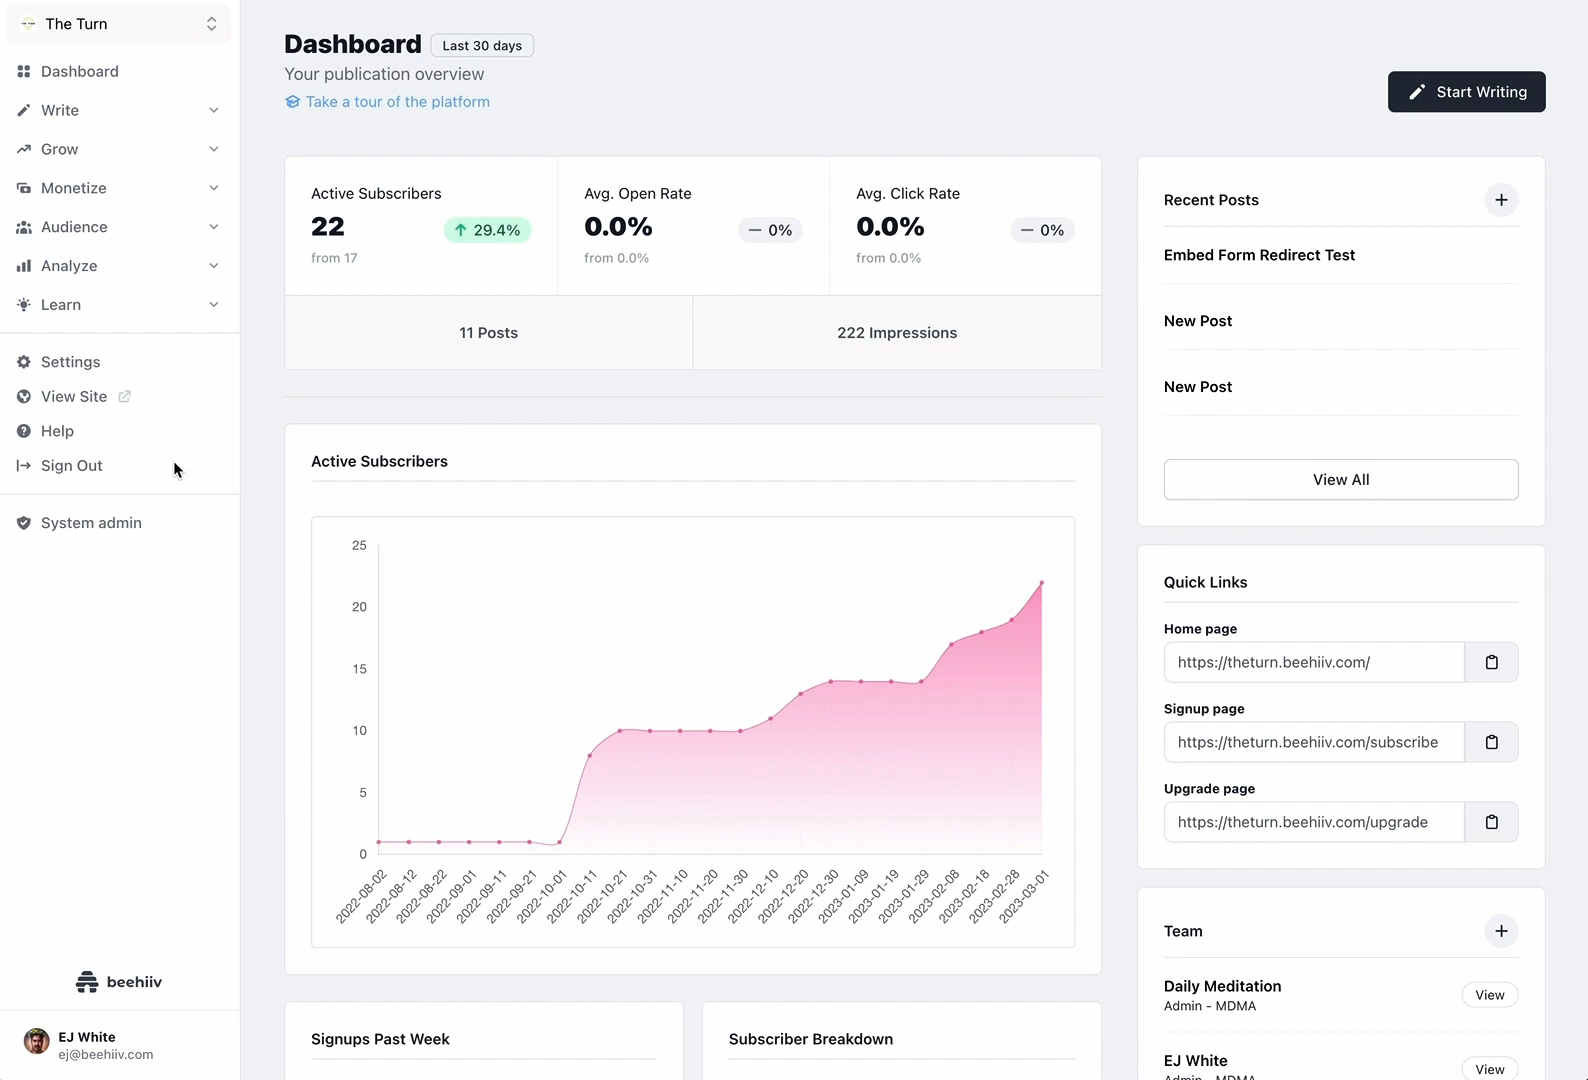 The Turn
Dashboard
Write
Grow
Monetize
Audience
Analyze
Learn
Settings
View Site
Help
Sign Out
System admin
beehiiv
EJ White
ej@beehiiv.com
Dashboard Last 30 days
Your publication overview
Take a tour of the platform
Start Writing
Active Subscribers
22 29.4%
from 17
Avg. Open Rate
0.0% 0%
from 0.0%
Avg. Click Rate
0.0% 0%
from 0.0%
11 Posts
222 Impressions
Active Subscribers
25
20
15
10
5
0
2022-08-02
2022-08-12
2022-08-22
2022-09-01
2022-09-11
2022-09-21
2022-10-01
2022-10-11
2022-10-21
2022-10-31
2022-11-10
2022-11-20
2022-11-30
2022-12-10
2022-12-20
2022-12-30
2023-01-09
2023-01-19
2023-01-29
2023-02-08
2023-02-18
2023-02-28
2023-03-01
Signups Past Week
Subscriber Breakdown
Recent Posts
Embed Form Redirect Test
New Post
New Post
View All
Quick Links
Home page
https://theturn.beehiiv.com/
Signup page
https://theturn.beehiiv.com/subscribe
Upgrade page
https://theturn.beehiiv.com/upgrade
Team
Daily Meditation
Admin - MDMA
View
EJ White
Admin - MDMA
View